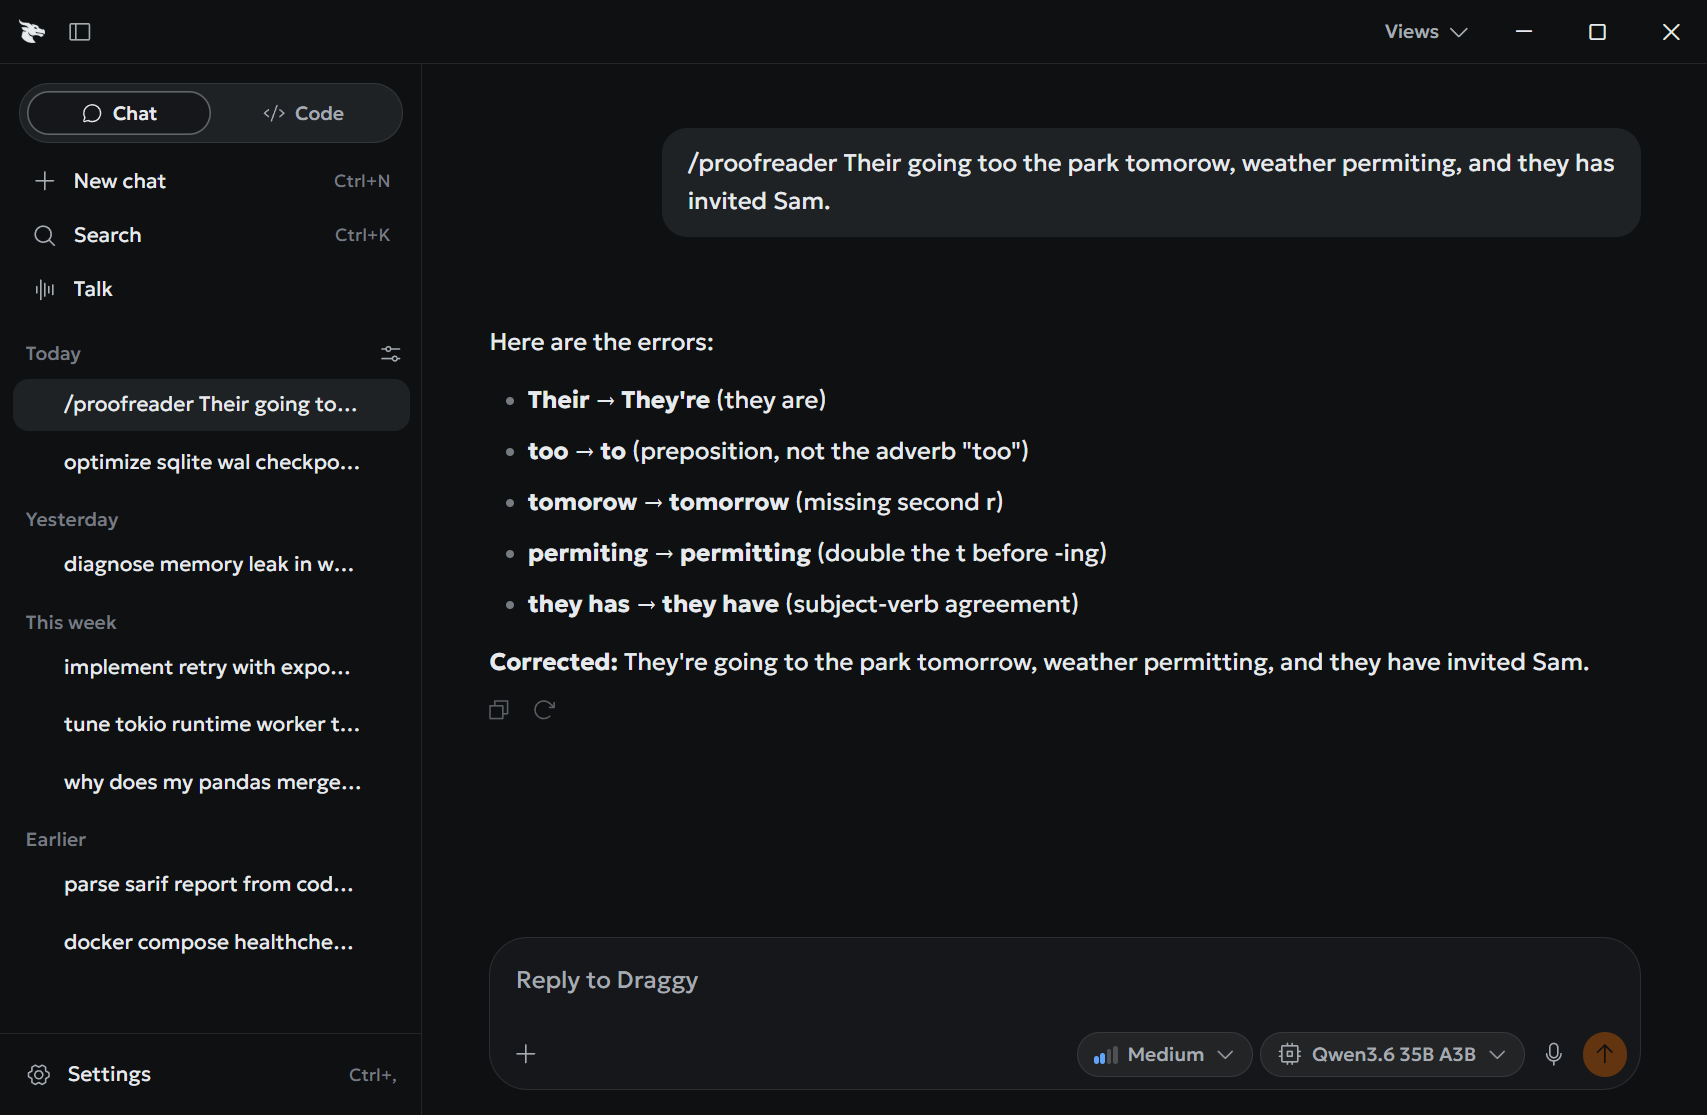 Views
Chat
Code
New chat
Ctrl+N
Search
Ctrl+K
Talk
Today
/proofreader Their going to...
optimize sqlite wal checkpo...
Yesterday
diagnose memory leak in w...
This week
implement retry with expo...
tune tokio runtime worker t...
why does my pandas merge...
Earlier
parse sarif report from cod...
docker compose healthche...
Settings
Ctrl+,
/proofreader Their going too the park tomorow, weather permiting, and they has
invited Sam.
Here are the errors:
Their → They're (they are)
too → to (preposition, not the adverb "too")
tomorow → tomorrow (missing second r)
permiting → permitting (double the t before -ing)
they has → they have (subject-verb agreement)
Corrected: They're going to the park tomorrow, weather permitting, and they have invited Sam.
Reply to Draggy
Medium
Qwen3.6 35B A3B